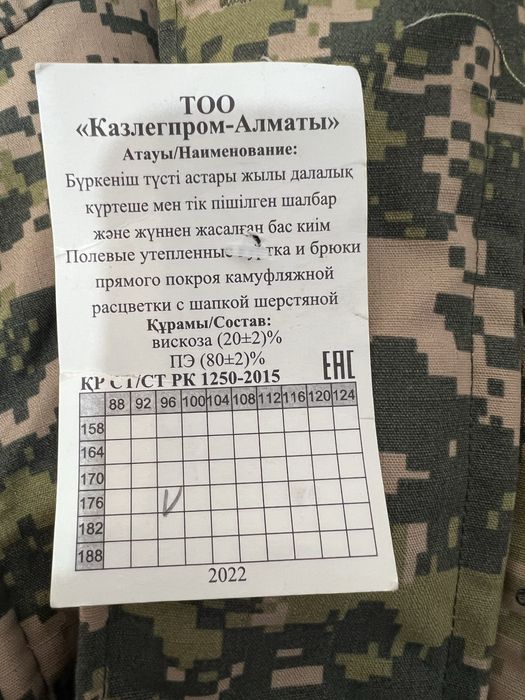 ТОО
«Казлегпром-Алматы»
Атауы/Наименование:
Бүркеніш түсті астары жылы далалық
күртеше мен тік пішілген шалбар
және жүннен жасалған бас киім
Полевые и брюки
прямого покроя камуфляжной
расцветки с шапкой шерстяной
Құрамы/Состав:
вискоза (20±2)%
ПЭ (80±2)%
ҚР СТ/СТ РК 1250-2015
EAC
88 92 96 100 104 108 112 116 120 124
158
164
170
176 V
182
188
2022